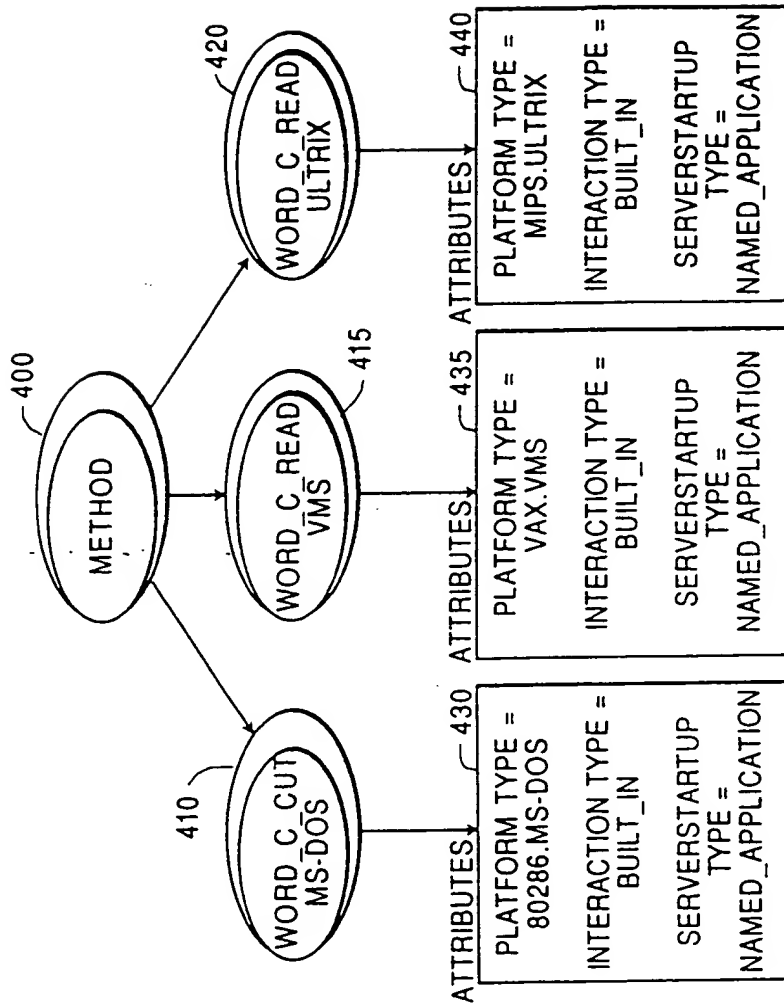 400
METHOD
410
WORD_C_CUT
MS-DOS
WORD_C_READ
VMS
415
WORD_C_READ
ULTRIX
420
ATTRIBUTES
430
PLATFORM TYPE =
80286.MS-DOS
INTERACTION TYPE =
BUILT_IN
SERVERSTARTUP
TYPE =
NAMED_APPLICATION
ATTRIBUTES
435
PLATFORM TYPE =
VAX.VMS
INTERACTION TYPE =
BUILT_IN
SERVERSTARTUP
TYPE =
NAMED_APPLICATION
ATTRIBUTES
440
PLATFORM TYPE =
MIPS.ULTRIX
INTERACTION TYPE =
BUILT_IN
SERVERSTARTUP
TYPE =
NAMED_APPLICATION